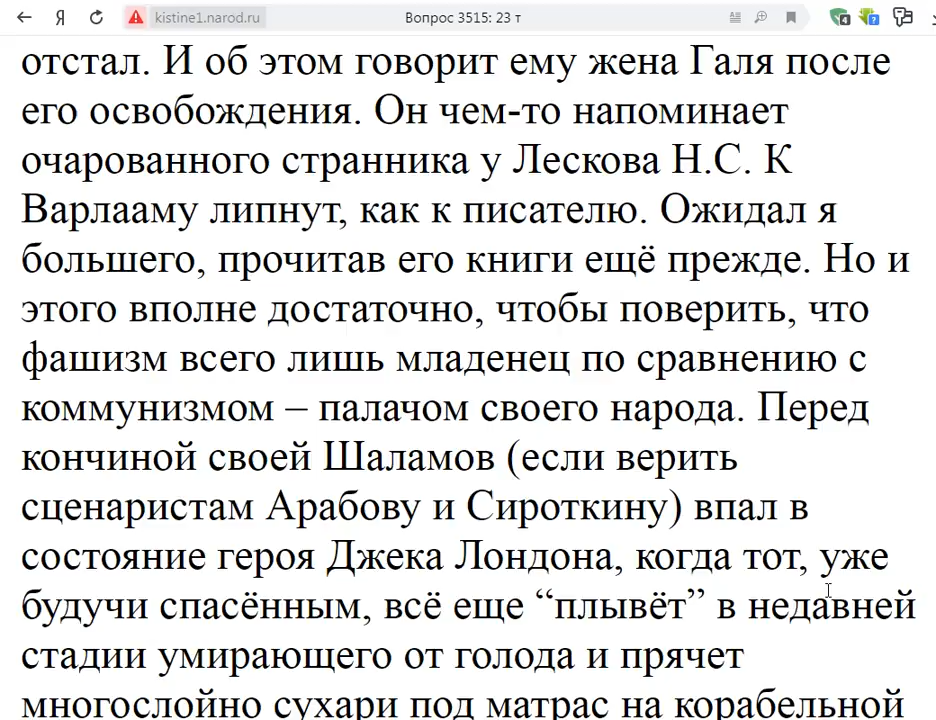 Я kistine1.narod.ru Вопрос 3515: 23 т 4 ?
отстал. И об этом говорит ему жена Галя после
его освобождения. Он чем-то напоминает
очарованного странника у Лескова Н.С. К
Варлааму липнут, как к писателю. Ожидал я
большего, прочитав его книги ещё прежде. Но и
этого вполне достаточно, чтобы поверить, что
фашизм всего лишь младенец по сравнению с
коммунизмом – палачом своего народа. Перед
кончиной своей Шаламов (если верить
сценаристам Арабову и Сироткину) впал в
состояние героя Джека Лондона, когда тот, уже
будучи спасённым, всё еще “плывёт” в недавней
стадии умирающего от голода и прячет
многослойно сухари под матрас на корабельной